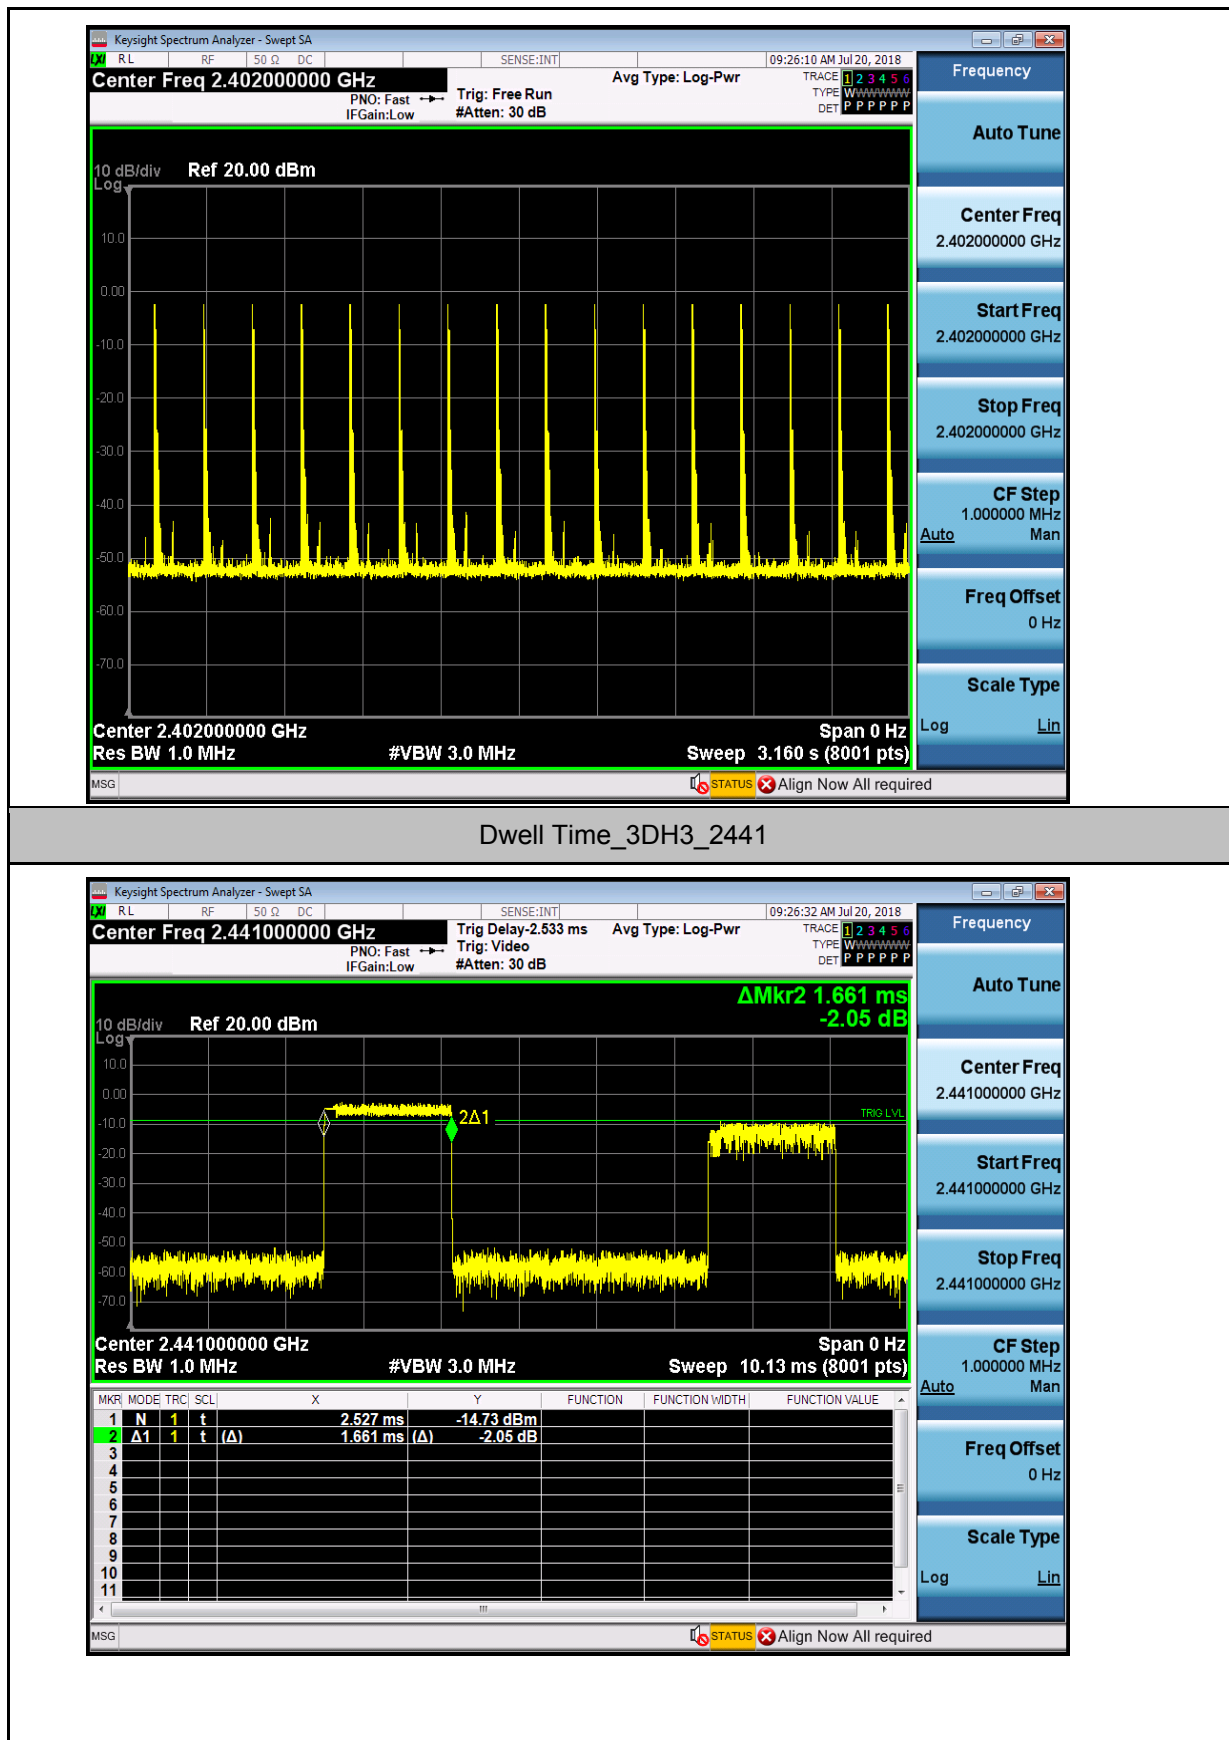 Keysight Spectrum Analyzer - Swept SA
LXI RL RF 50 Ω DC SENSE:INT 09:26:10 AM Jul 20, 2018
Center Freq 2.402000000 GHz
PNO: Fast
IFGain:Low
Trig: Free Run
#Atten: 30 dB
Avg Type: Log-Pwr
TRACE 1 2 3 4 5 6
TYPE WWWWWW
DET P P P P P P
10 dB/div Ref 20.00 dBm
Log
10.0
0.00
-10.0
-20.0
-30.0
-40.0
-50.0
-60.0
-70.0
Center 2.402000000 GHz Span 0 Hz
Res BW 1.0 MHz #VBW 3.0 MHz Sweep 3.160 s (8001 pts)
MSG STATUS Align Now All required
Frequency
Auto Tune
Center Freq
2.402000000 GHz
Start Freq
2.402000000 GHz
Stop Freq
2.402000000 GHz
CF Step
1.000000 MHz
Auto Man
Freq Offset
0 Hz
Scale Type
Log Lin
Dwell Time_3DH3_2441
Keysight Spectrum Analyzer - Swept SA
LXI RL RF 50 Ω DC SENSE:INT 09:26:32 AM Jul 20, 2018
Center Freq 2.441000000 GHz
PNO: Fast
IFGain:Low
Trig Delay-2.533 ms
Trig: Video
#Atten: 30 dB
Avg Type: Log-Pwr
TRACE 1 2 3 4 5 6
TYPE WWWWWW
DET P P P P P P
ΔMkr2 1.661 ms
-2.05 dB
10 dB/div Ref 20.00 dBm
Log
10.0
0.00
-10.0
-20.0
-30.0
-40.0
-50.0
-60.0
-70.0
2Δ1
TRIG LVL
Center 2.441000000 GHz Span 0 Hz
Res BW 1.0 MHz #VBW 3.0 MHz Sweep 10.13 ms (8001 pts)
MKR MODE TRC SCL X Y FUNCTION FUNCTION WIDTH FUNCTION VALUE
1 N 1 t 2.527 ms -14.73 dBm
2 Δ1 1 t (Δ) 1.661 ms (Δ) -2.05 dB
3
4
5
6
7
8
9
10
11
MSG STATUS Align Now All required
Frequency
Auto Tune
Center Freq
2.441000000 GHz
Start Freq
2.441000000 GHz
Stop Freq
2.441000000 GHz
CF Step
1.000000 MHz
Auto Man
Freq Offset
0 Hz
Scale Type
Log Lin